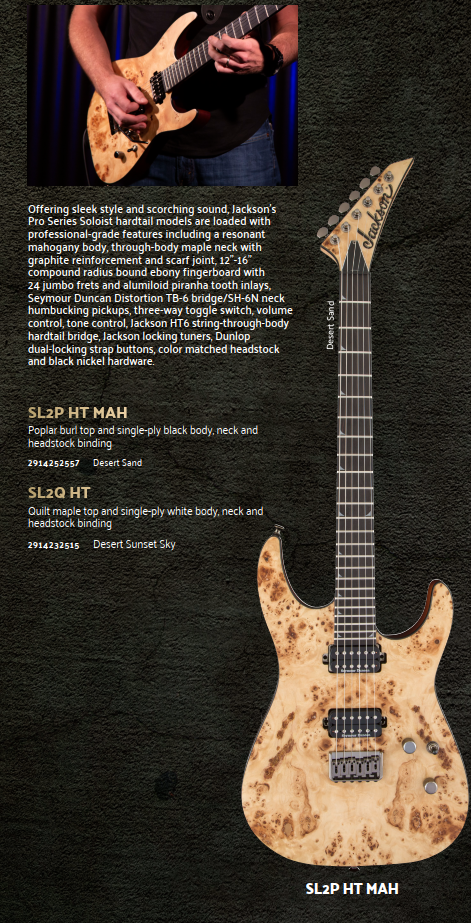 Offering sleek style and scorching sound, Jackson's
Pro Series Soloist hardtail models are loaded with
professional-grade features including a resonant
mahogany body, through-body maple neck with
graphite reinforcement and scarf joint, 12"-16"
compound radius bound ebony fingerboard with
24 jumbo frets and alumiloid piranha tooth inlays,
Seymour Duncan Distortion TB-6 bridge/SH-6N neck
humbucking pickups, three-way toggle switch, volume
control, tone control, Jackson HT6 string-through-body
hardtail bridge, Jackson locking tuners, Dunlop
dual-locking strap buttons, color matched headstock
and black nickel hardware.
SL2P HT MAH
Poplar burl top and single-ply black body, neck and
headstock binding
2914252557 Desert Sand
SL2Q HT
Quilt maple top and single-ply white body, neck and
headstock binding
2914232515 Desert Sunset Sky
Jackson
Desert Sand
Seymour Duncan
Seymour Duncan
SL2P HT MAH